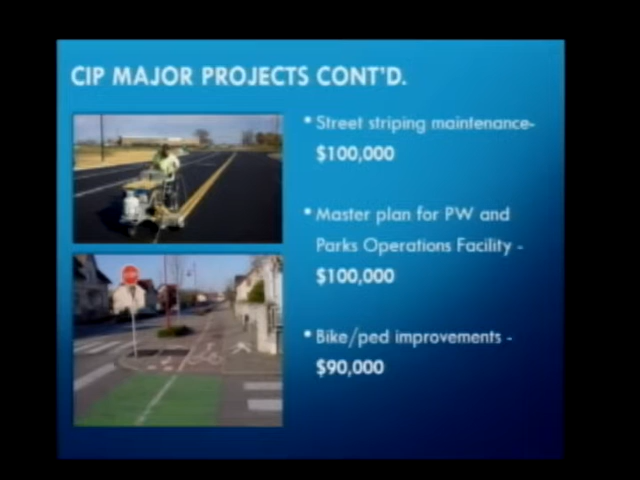 CIP MAJOR PROJECTS CONT'D.
• Street striping maintenance-
$100,000
• Master plan for PW and
Parks Operations Facility -
$100,000
• Bike/ped improvements -
$90,000